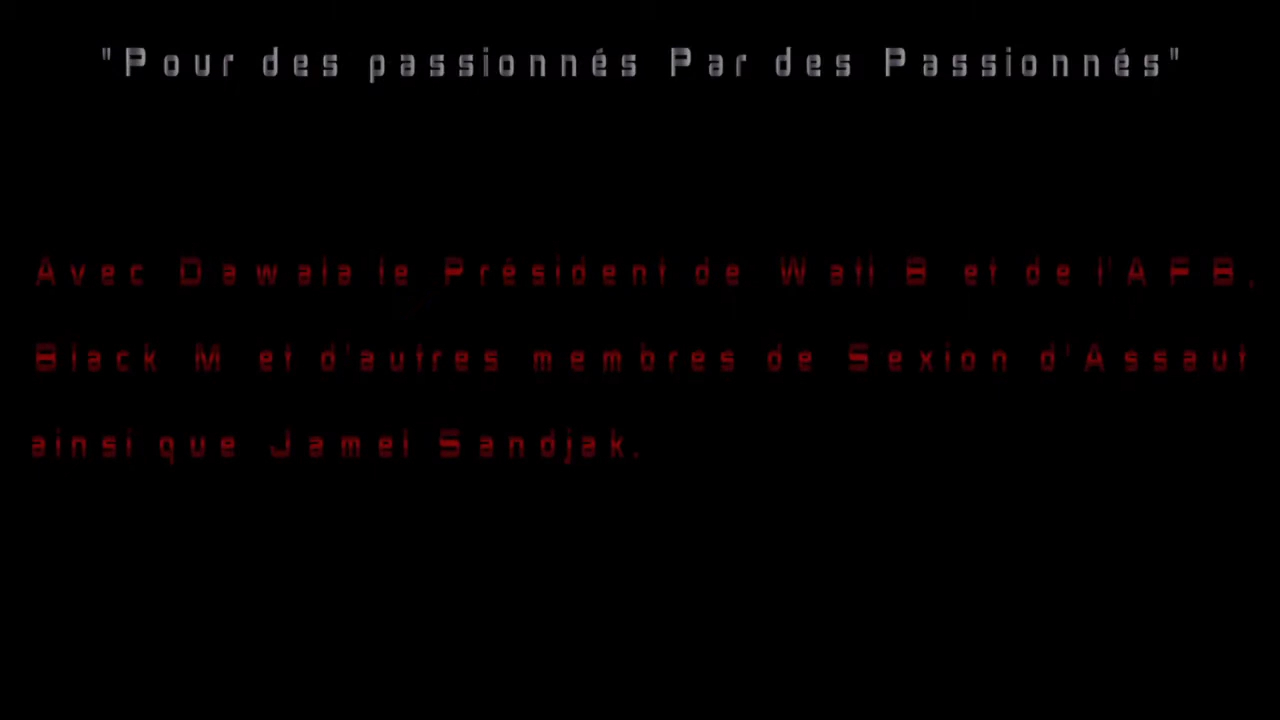 "Pour des passionnés Par des Passionnés"
Avec Dawala le Président de Wati B et de l'AFB,
Black M et d'autres membres de Sexion d'Assaut
ainsi que Jamel Sandjak.